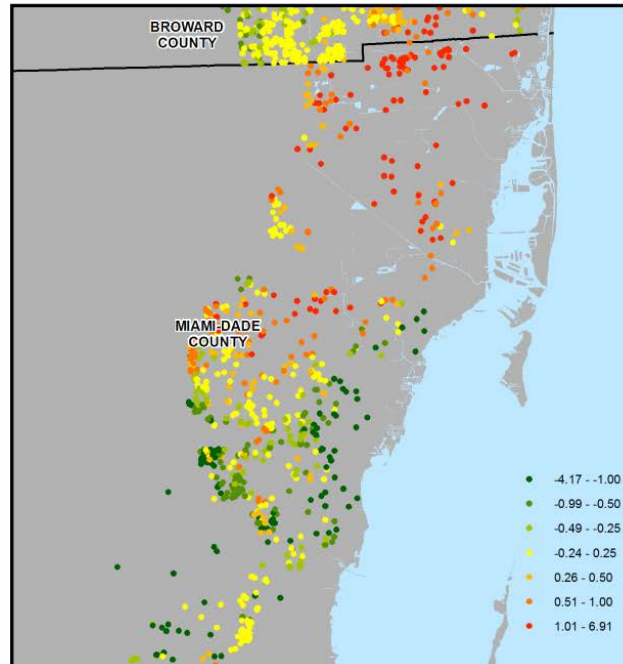 BROWARD
COUNTY
MIAMI-DADE
COUNTY
-4.17 - -1.00
-0.99 - -0.50
-0.49 - -0.25
-0.24 - 0.25
0.26 - 0.50
0.51 - 1.00
1.01 - 6.91